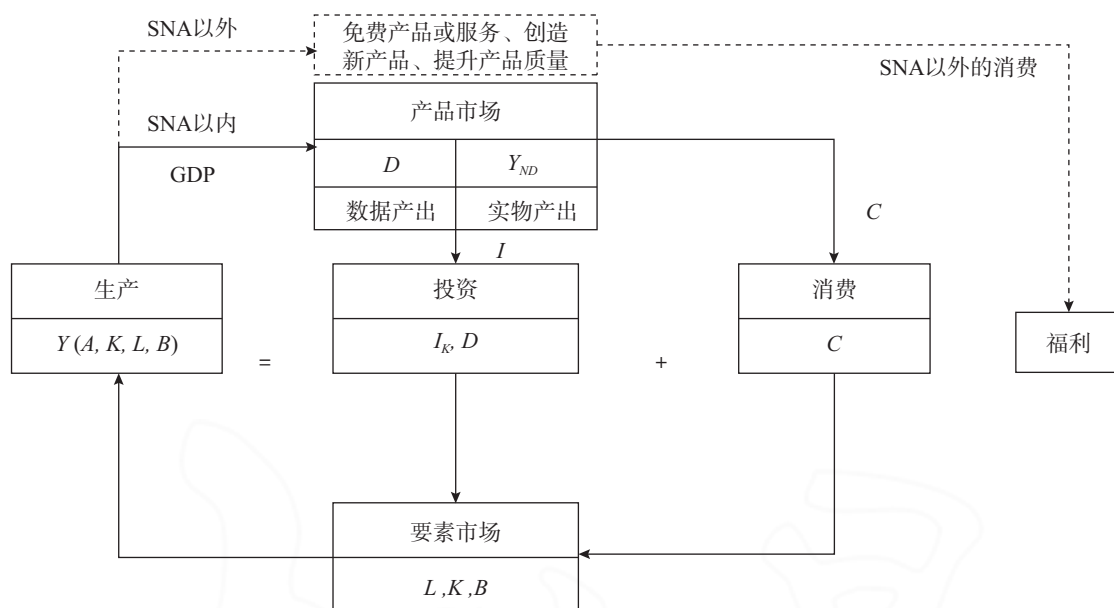 SNA以外
免费产品或服务、创造
新产品、提升产品质量
SNA以外的消费
产品市场
SNA以内
GDP
D
Y_{ND}
数据产出
实物产出
C
I
生产
投资
消费
Y (A, K, L, B)
=
I_K, D
+
C
福利
要素市场
L ,K ,B